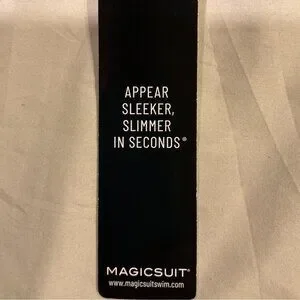 APPEAR
SLEEKER,
SLIMMER
IN SECONDS®
MAGICSUIT®
www.magicsuitswim.com